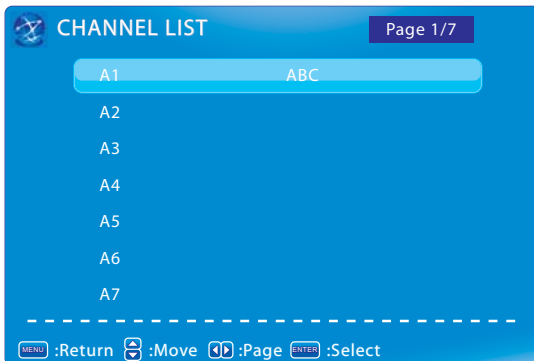 CHANNEL LIST Page 1/7
A1 ABC
A2
A3
A4
A5
A6
A7
MENU :Return :Move :Page ENTER :Select